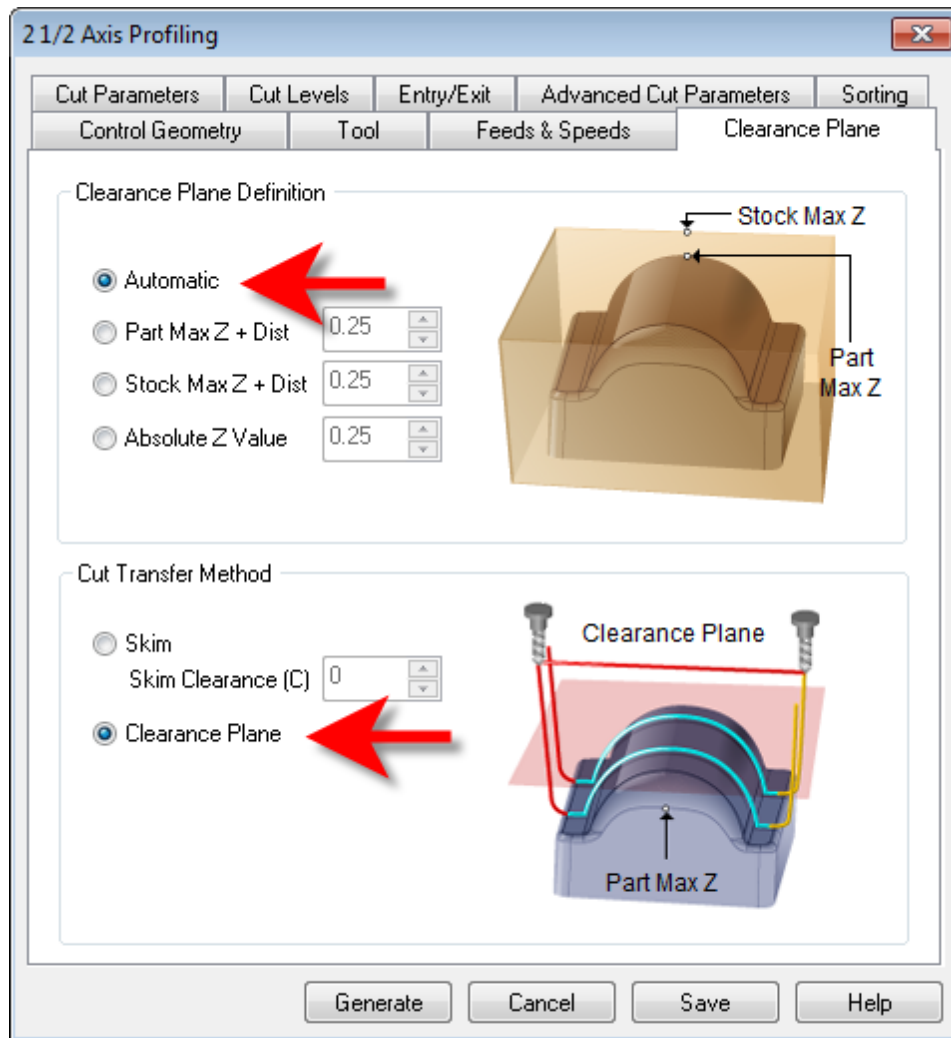 2 1/2 Axis Profiling
Cut Parameters
Cut Levels
Entry/Exit
Advanced Cut Parameters
Sorting
Control Geometry
Tool
Feeds & Speeds
Clearance Plane
Clearance Plane Definition
Stock Max Z
Automatic
Part Max Z + Dist
0.25
Part
Max Z
Stock Max Z + Dist
0.25
Absolute Z Value
0.25
Cut Transfer Method
Skim
Skim Clearance (C)
0
Clearance Plane
Clearance Plane
Part Max Z
Generate
Cancel
Save
Help